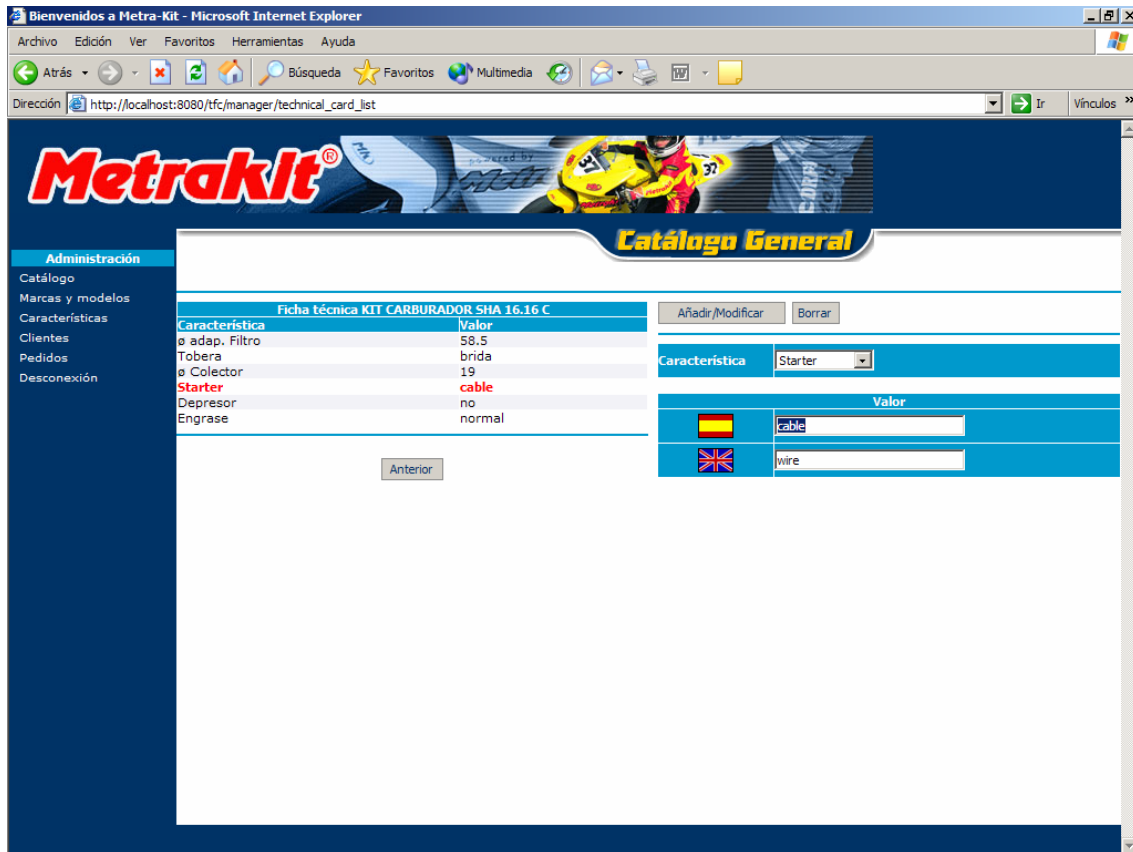 Bienvenidos a Metra-Kit - Microsoft Internet Explorer
Archivo Edición Ver Favoritos Herramientas Ayuda
Atrás Búsqueda Favoritos Multimedia
Dirección http://localhost:8080/tfc/manager/technical_card_list Ir Vínculos »
Metrakit®
powered by
37
Catálogo General
Administración
Catálogo
Marcas y modelos
Características
Clientes
Pedidos
Desconexión
Ficha técnica KIT CARBURADOR SHA 16.16 C
Característica Valor
ø adap. Filtro 58.5
Tobera brida
ø Colector 19
Starter cable
Depresor no
Engrase normal
Anterior
Añadir/Modificar Borrar
Característica Starter
Valor
cable
wire